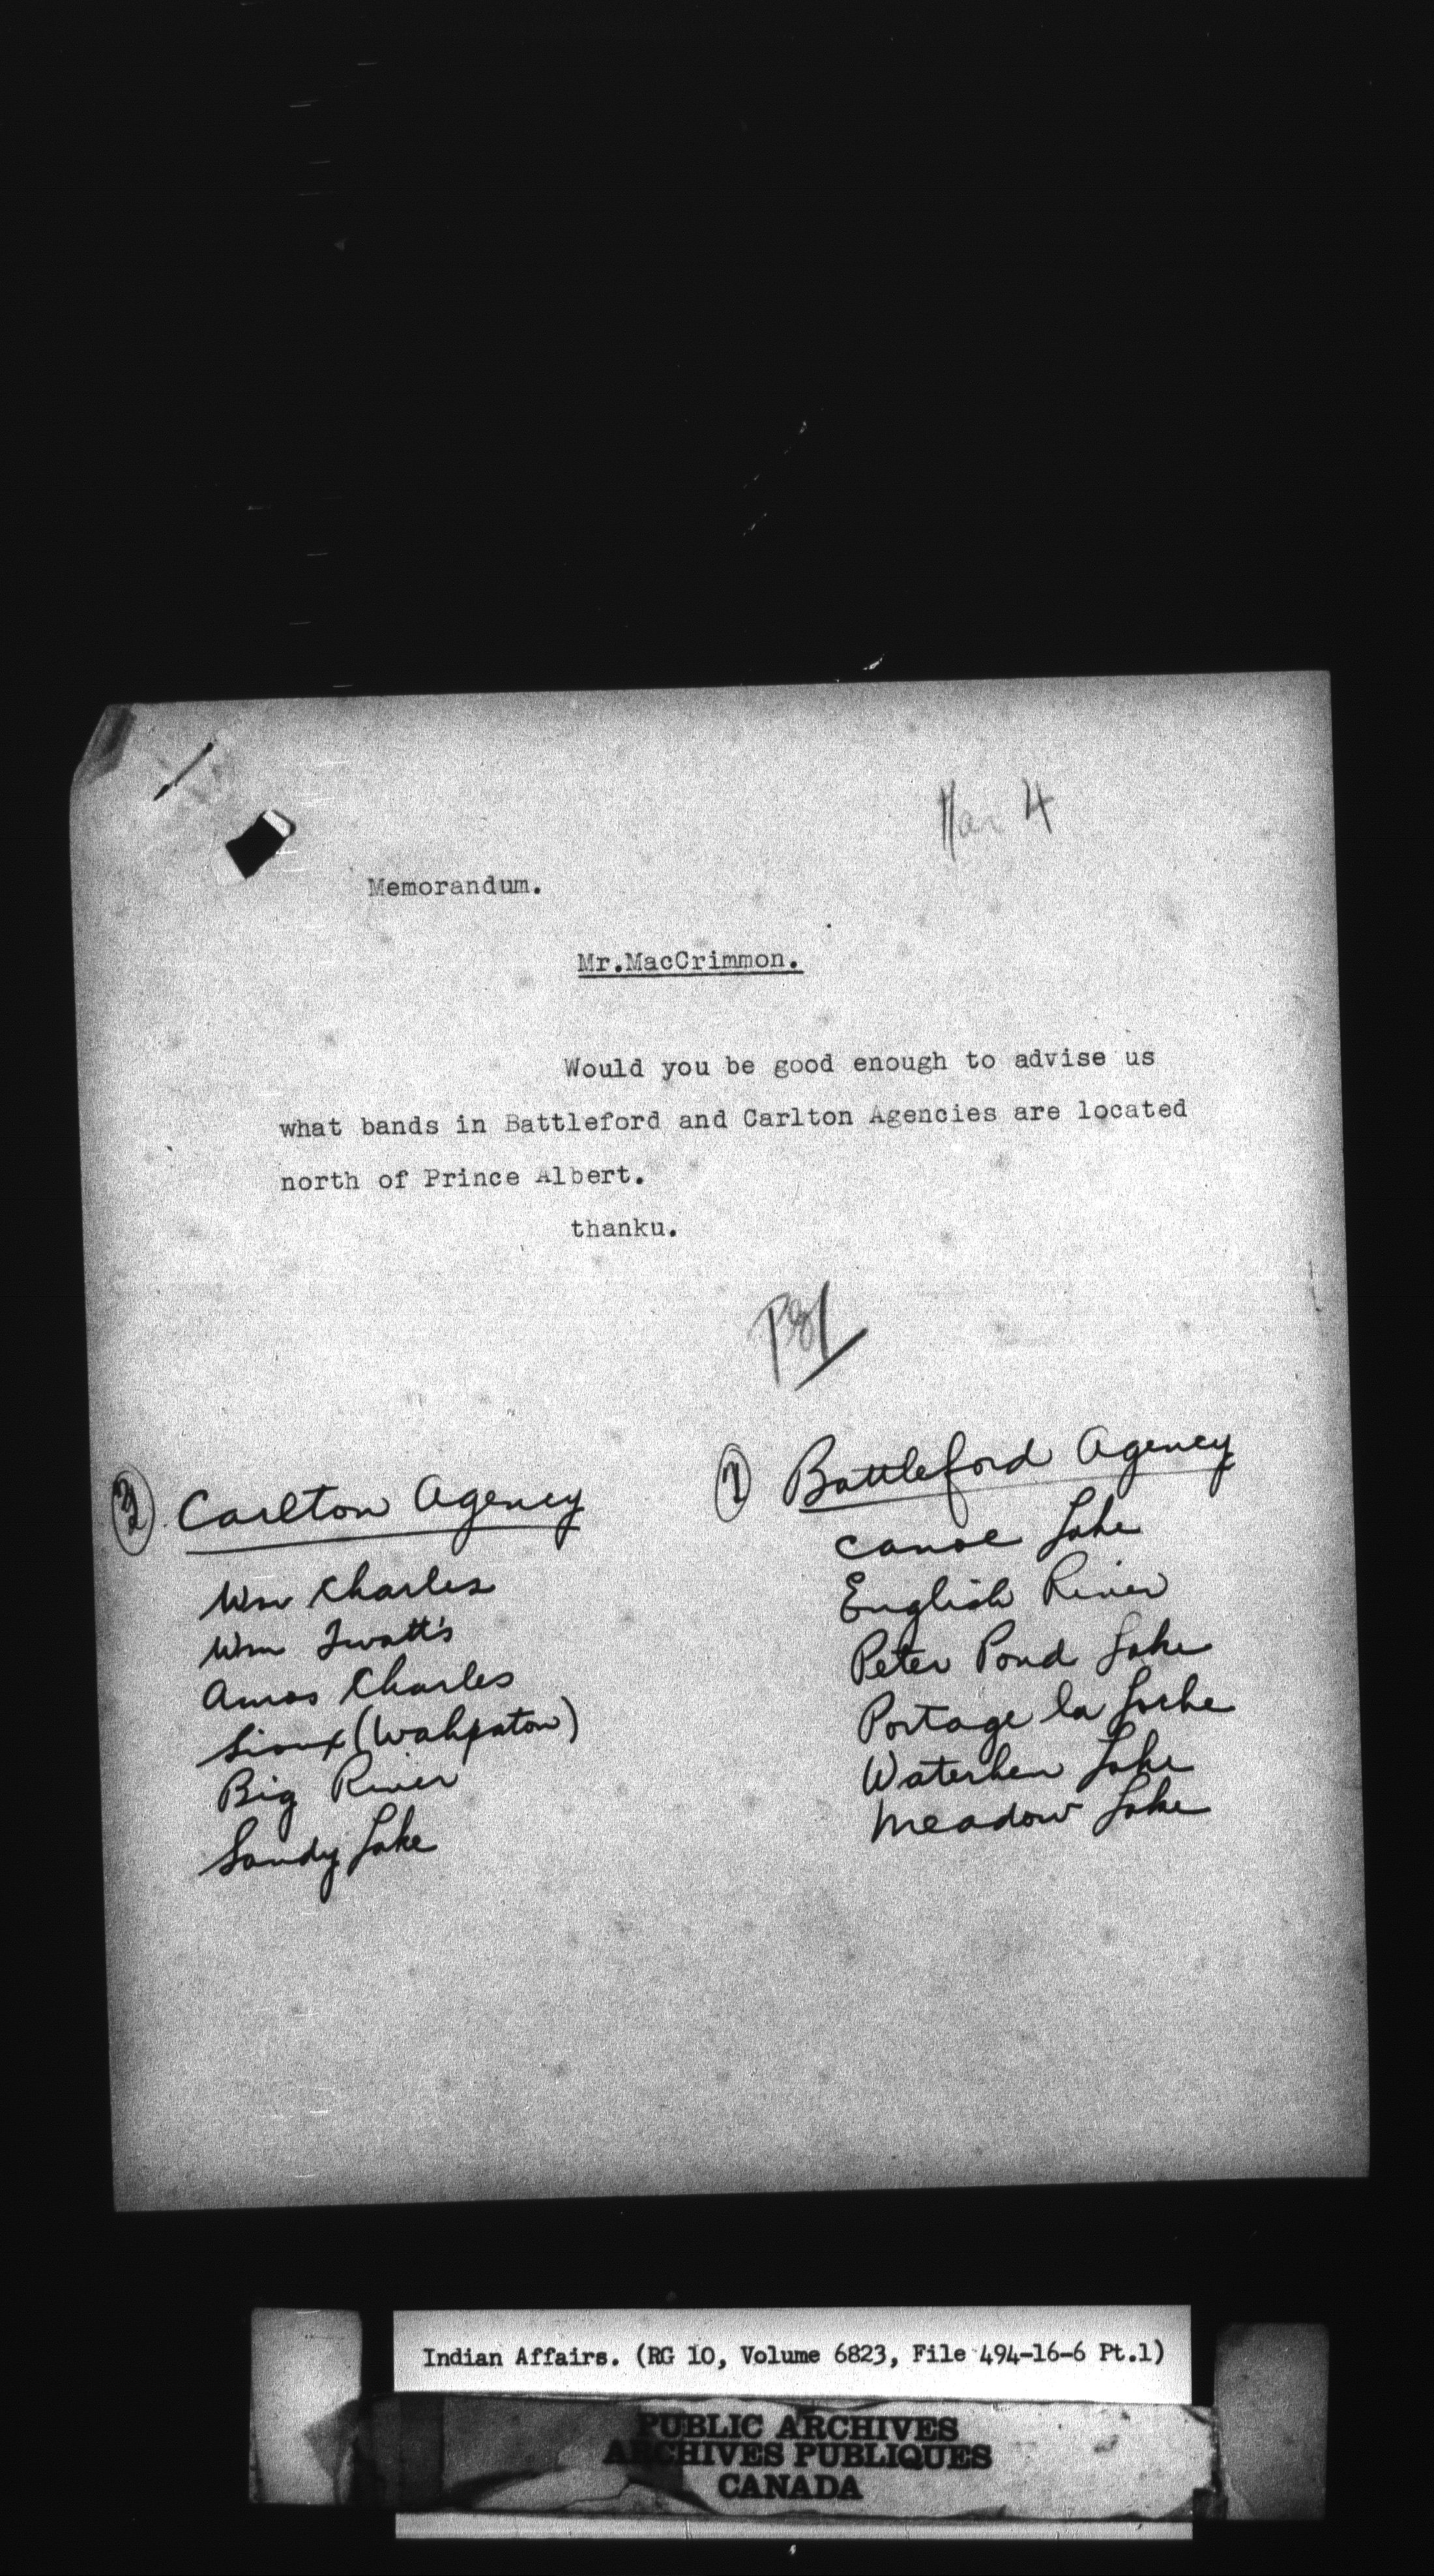 Mar 4
Memorandum.
Mr.MacCrimmon.
Would you be good enough to advise us
what bands in Battleford and Carlton Agencies are located
north of Prince Albert.
thanku.
② Carlton Agency
Wm Charles
Wm Twatt's
Amos Charles
Sioux (Wahpaton)
Big River
Sandy Lake
① Battleford Agency
Canoe Lake
English River
Peter Pond Lake
Portage la Loche
Waterhen Lake
Meadow Lake
Indian Affairs. (RG 10, Volume 6823, File 494-16-6 Pt.1)
PUBLIC ARCHIVES
ARCHIVES PUBLIQUES
CANADA